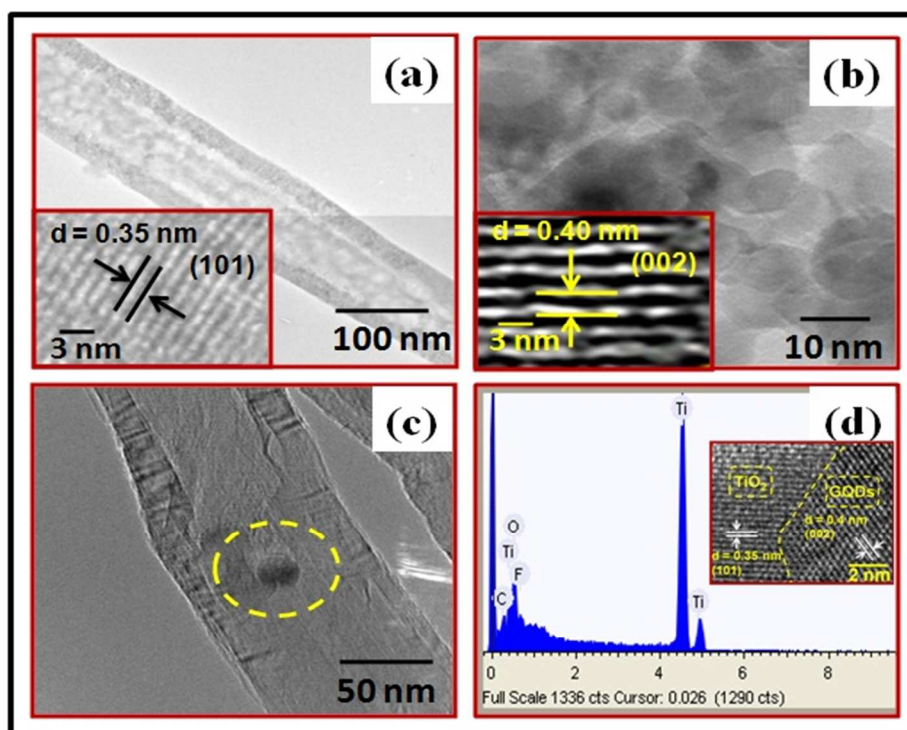 (a)
d = 0.35 nm
(101)
3 nm
100 nm
(b)
d = 0.40 nm
(002)
3 nm
10 nm
(c)
50 nm
(d)
Ti
O
Ti
F
C
Ti
0 2 4 6 8
Full Scale 1336 cts Cursor: 0.026 (1290 cts)
TiO₂
GQDs
d = 0.4 nm
(002)
d = 0.35 nm
(101)
2 nm